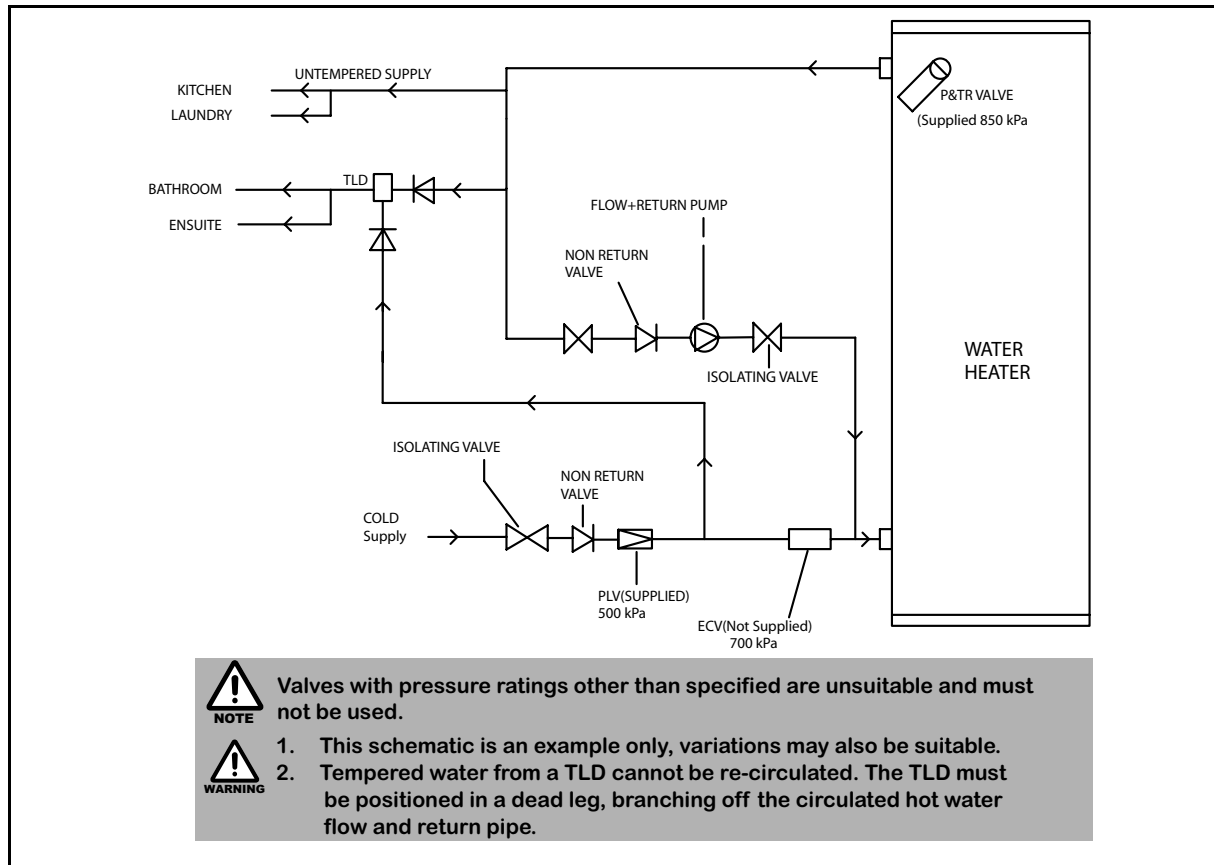 UNTEMPERED SUPPLY
KITCHEN
LAUNDRY
P&TR VALVE
(Supplied 850 kPa
TLD
BATHROOM
ENSUITE
FLOW+RETURN PUMP
NON RETURN
VALVE
ISOLATING VALVE
WATER
HEATER
ISOLATING VALVE
NON RETURN
VALVE
COLD
Supply
PLV(SUPPLIED)
500 kPa
ECV(Not Supplied)
700 kPa
NOTE
Valves with pressure ratings other than specified are unsuitable and must
not be used.
WARNING
1. This schematic is an example only, variations may also be suitable.
2. Tempered water from a TLD cannot be re-circulated. The TLD must
be positioned in a dead leg, branching off the circulated hot water
flow and return pipe.